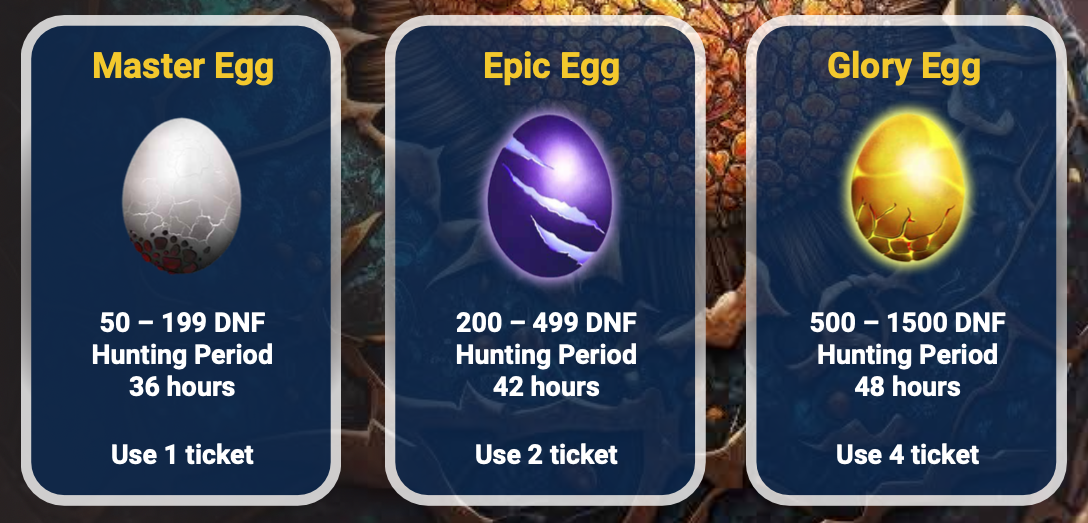 Master Egg
50 – 199 DNF
Hunting Period
36 hours
Use 1 ticket
Epic Egg
200 – 499 DNF
Hunting Period
42 hours
Use 2 ticket
Glory Egg
500 – 1500 DNF
Hunting Period
48 hours
Use 4 ticket